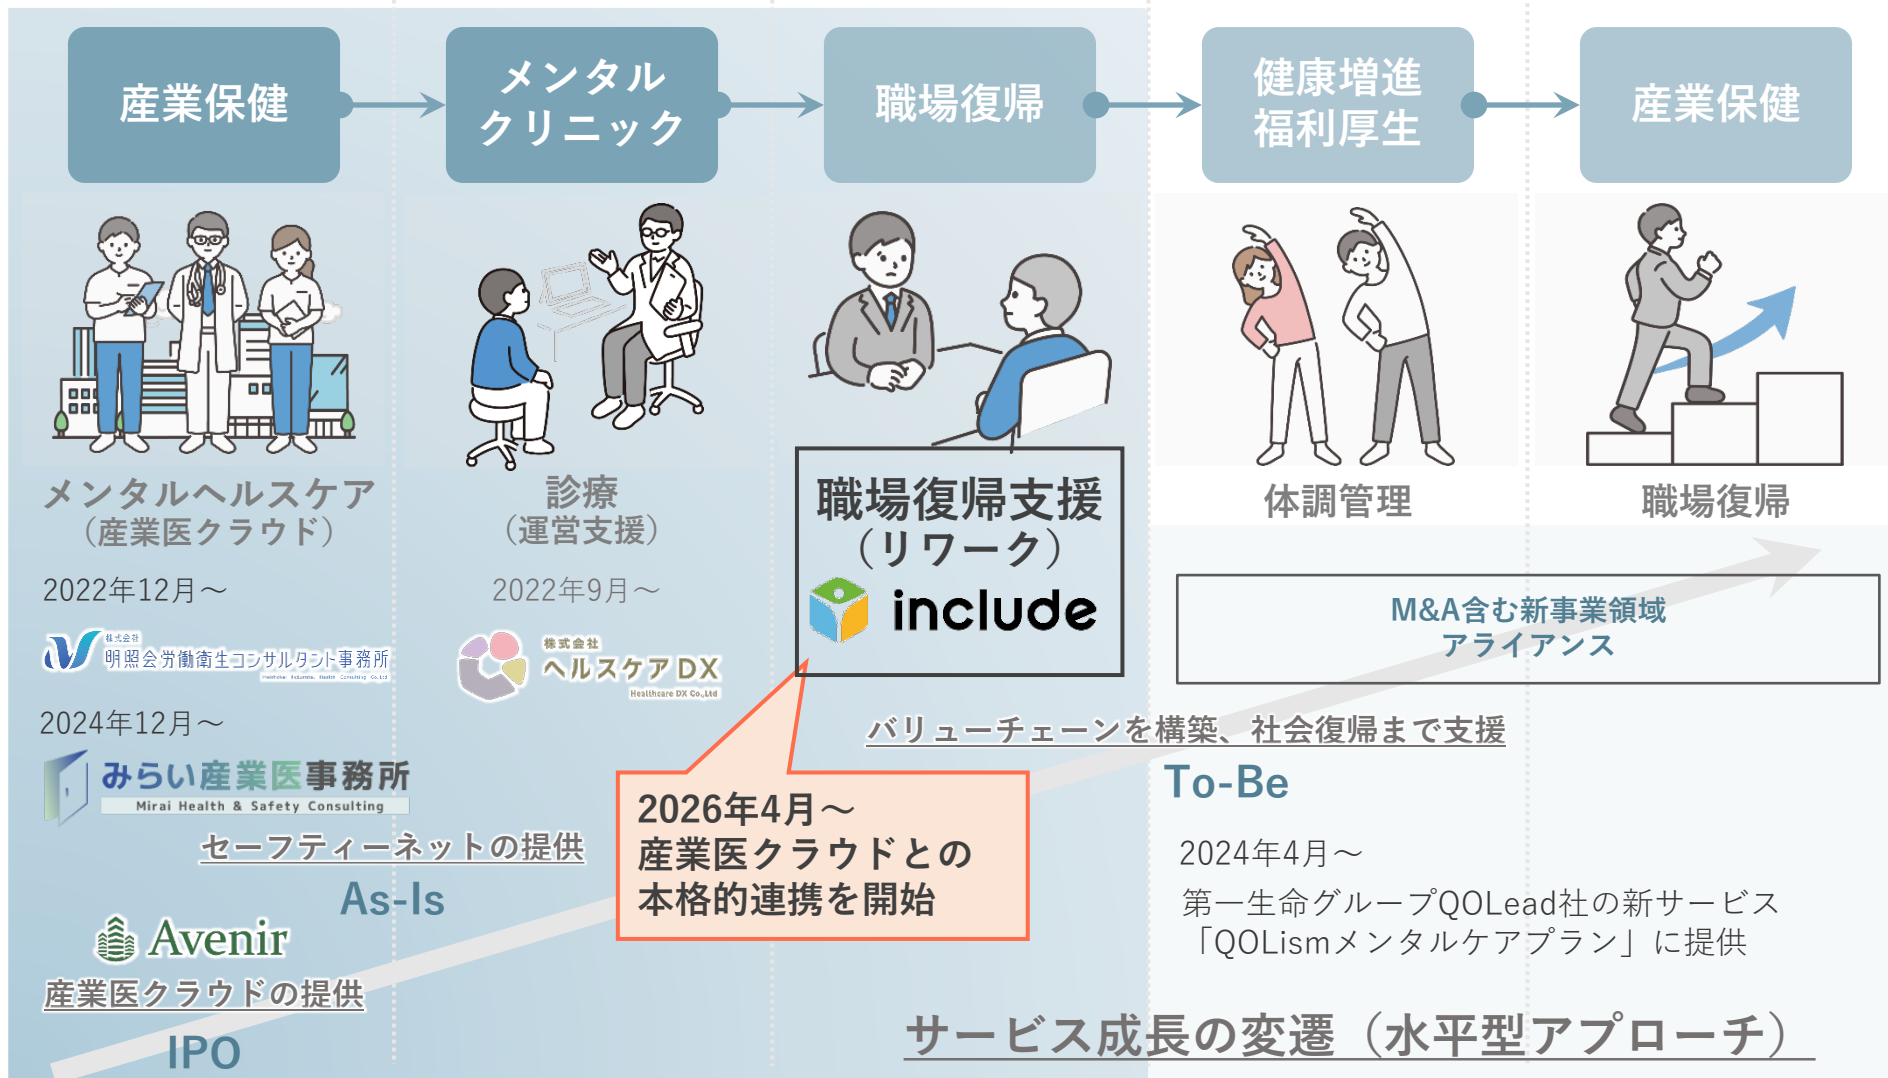 産業保健
メンタル
クリニック
職場復帰
健康増進
福利厚生
産業保健
メンタルヘルスケア
（産業医クラウド）
2022年12月～
株式会社
明照会労働衛生コンサルタント事務所
2024年12月～
みらい産業医事務所
Mirai Health & Safety Consulting
セーフティーネットの提供
As-Is
Avenir
産業医クラウドの提供
IPO
診療
（運営支援）
2022年9月～
株式会社
ヘルスケアDX
Healthcare DX Co.,Ltd
職場復帰支援
（リワーク）
include
2026年4月～
産業医クラウドとの
本格的連携を開始
体調管理
職場復帰
M&A含む新事業領域
アライアンス
バリューチェーンを構築、社会復帰まで支援
To-Be
2024年4月～
第一生命グループQOLead社の新サービス
「QOLismメンタルケアプラン」に提供
サービス成長の変遷（水平型アプローチ）